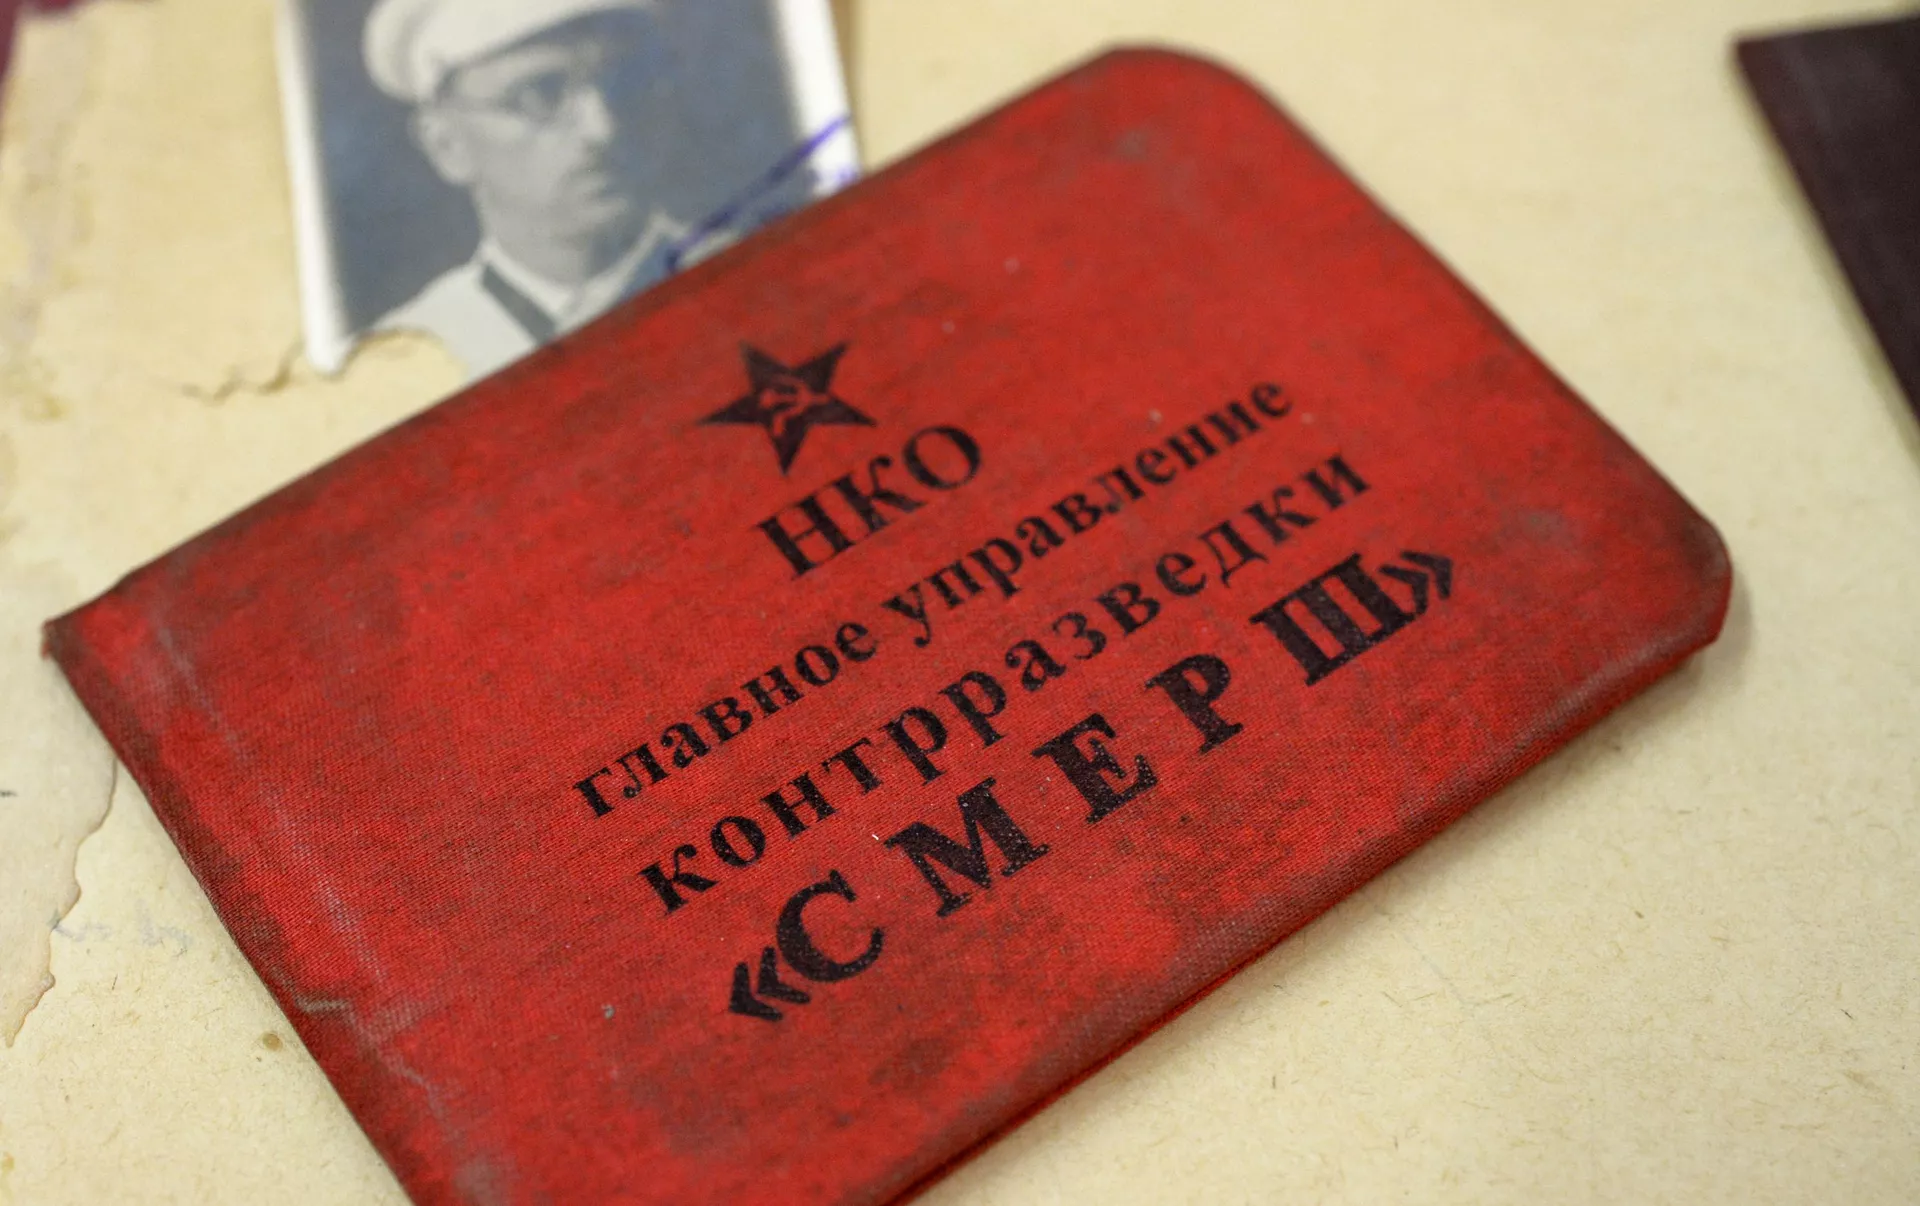 НКО
главное управление
контрразведки
«СМЕРШ»